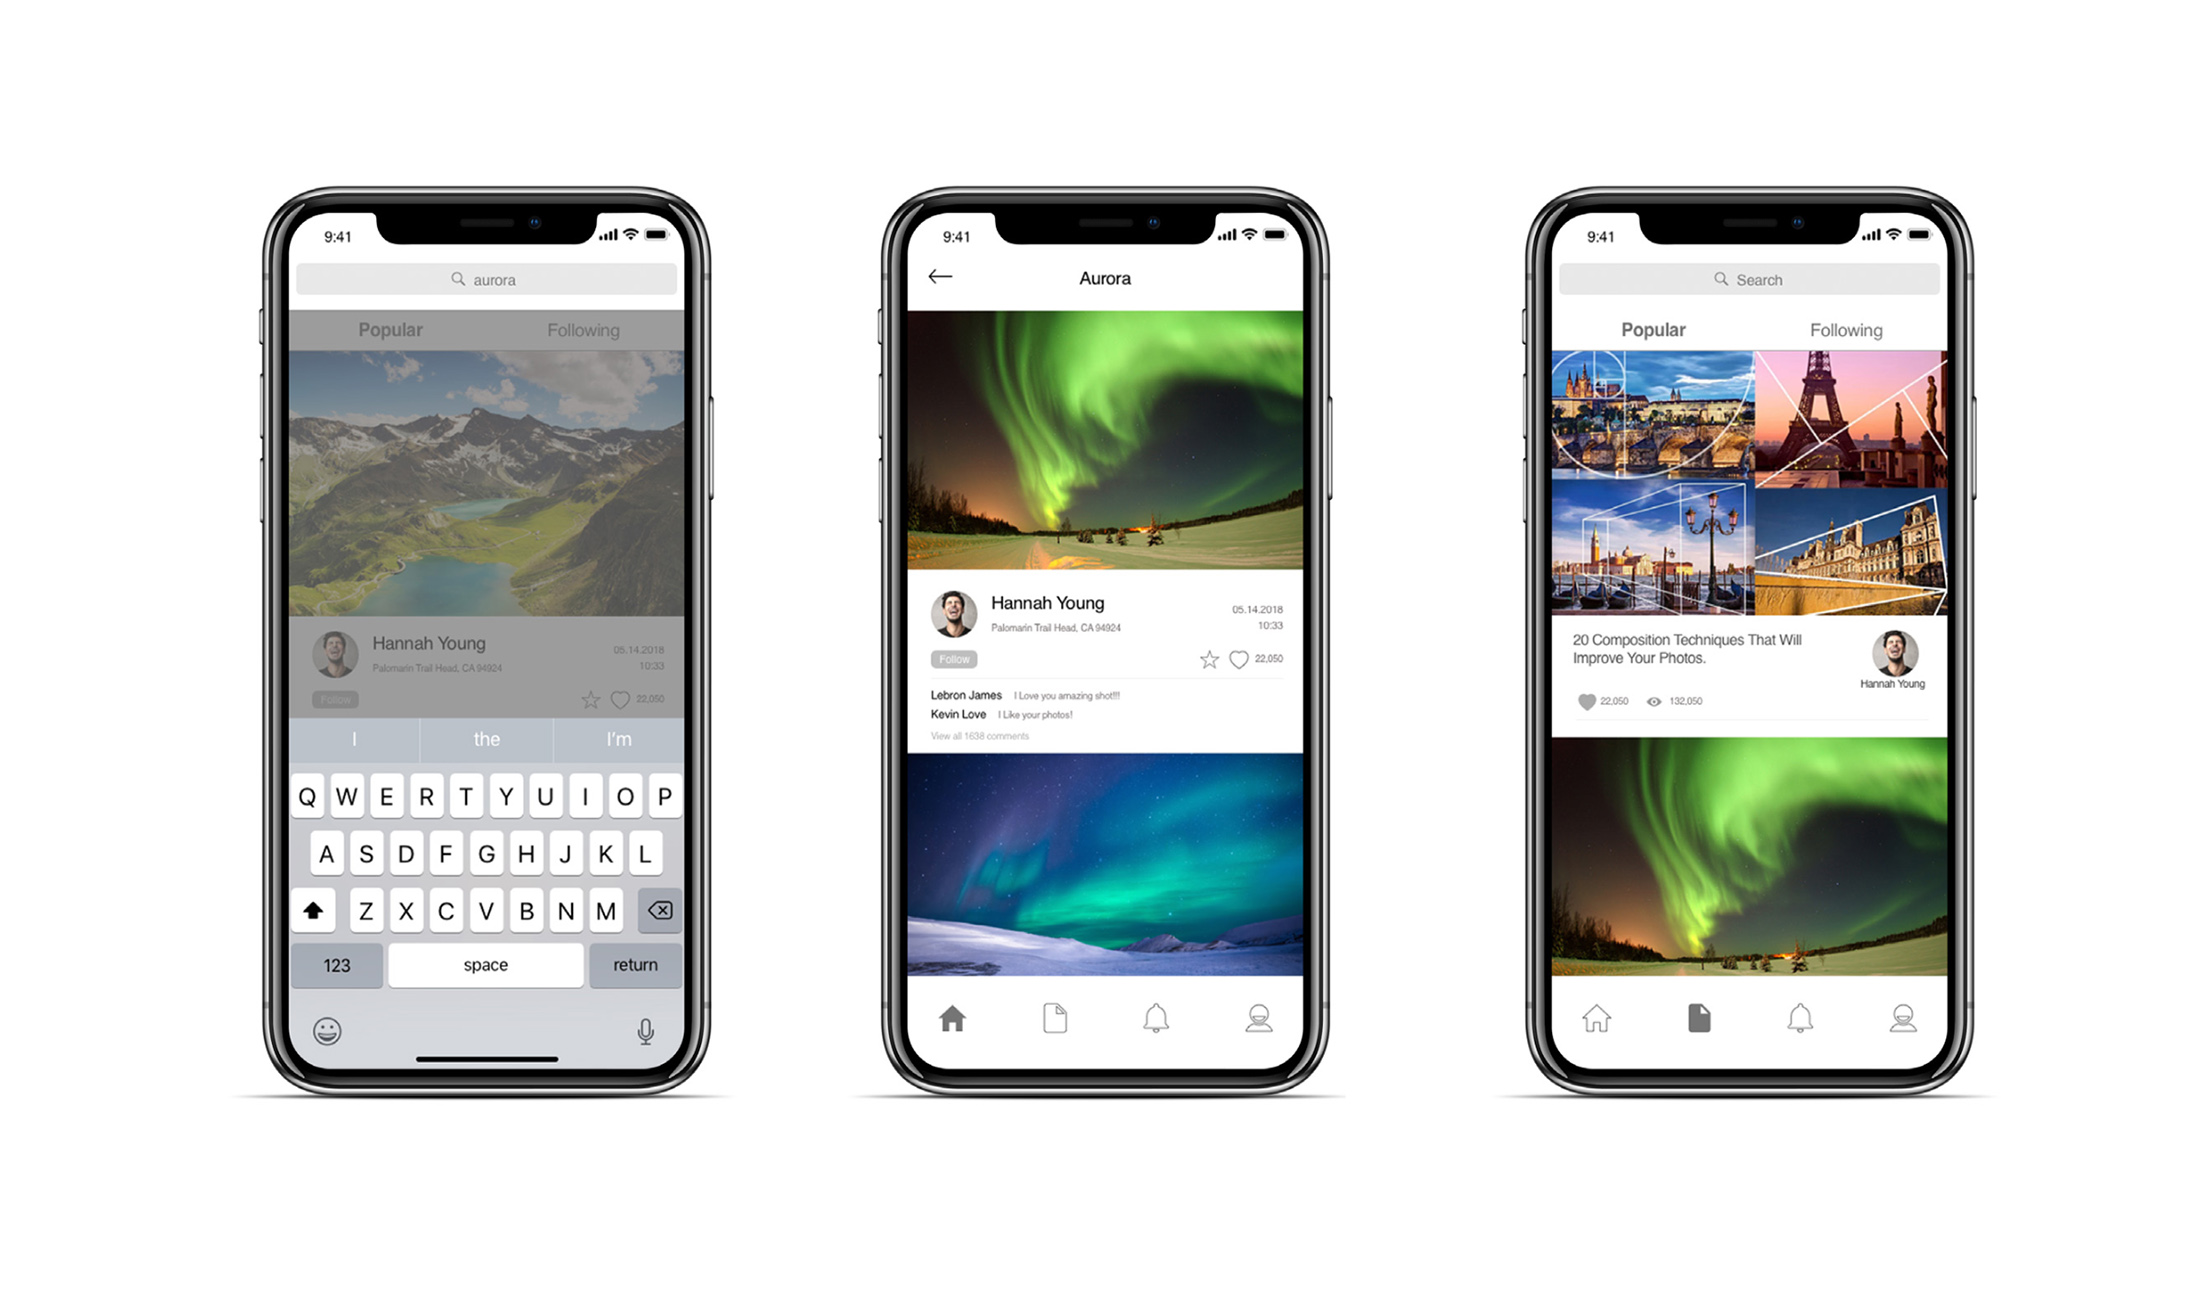 9:41
aurora
Popular Following
Hannah Young
Palomarin Trail Head, CA 94924
05.14.2018
10:33
Follow
22,050
I the I'm
Q W E R T Y U I O P
A S D F G H J K L
Z X C V B N M
123 space return
9:41
Aurora
Hannah Young
Palomarin Trail Head, CA 94924
05.14.2018
10:33
Follow
22,050
Lebron James I Love you amazing shot!!!
Kevin Love I Like your photos!
View all 1638 comments
9:41
Search
Popular Following
20 Composition Techniques That Will
Improve Your Photos.
Hannah Young
22,050 132,050